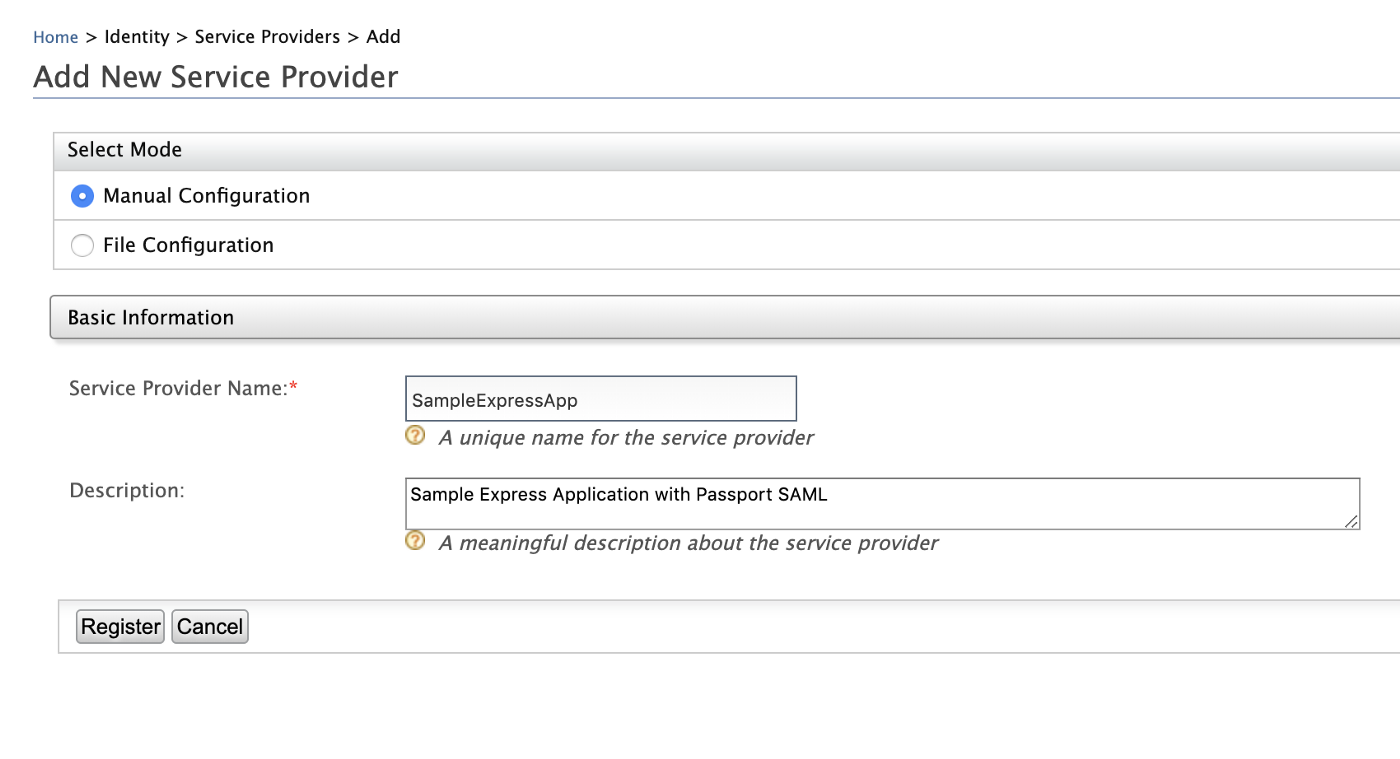 Home > Identity > Service Providers > Add
Add New Service Provider
Select Mode
Manual Configuration
File Configuration
Basic Information
Service Provider Name:*
SampleExpressApp
? A unique name for the service provider
Description:
Sample Express Application with Passport SAML
? A meaningful description about the service provider
Register Cancel